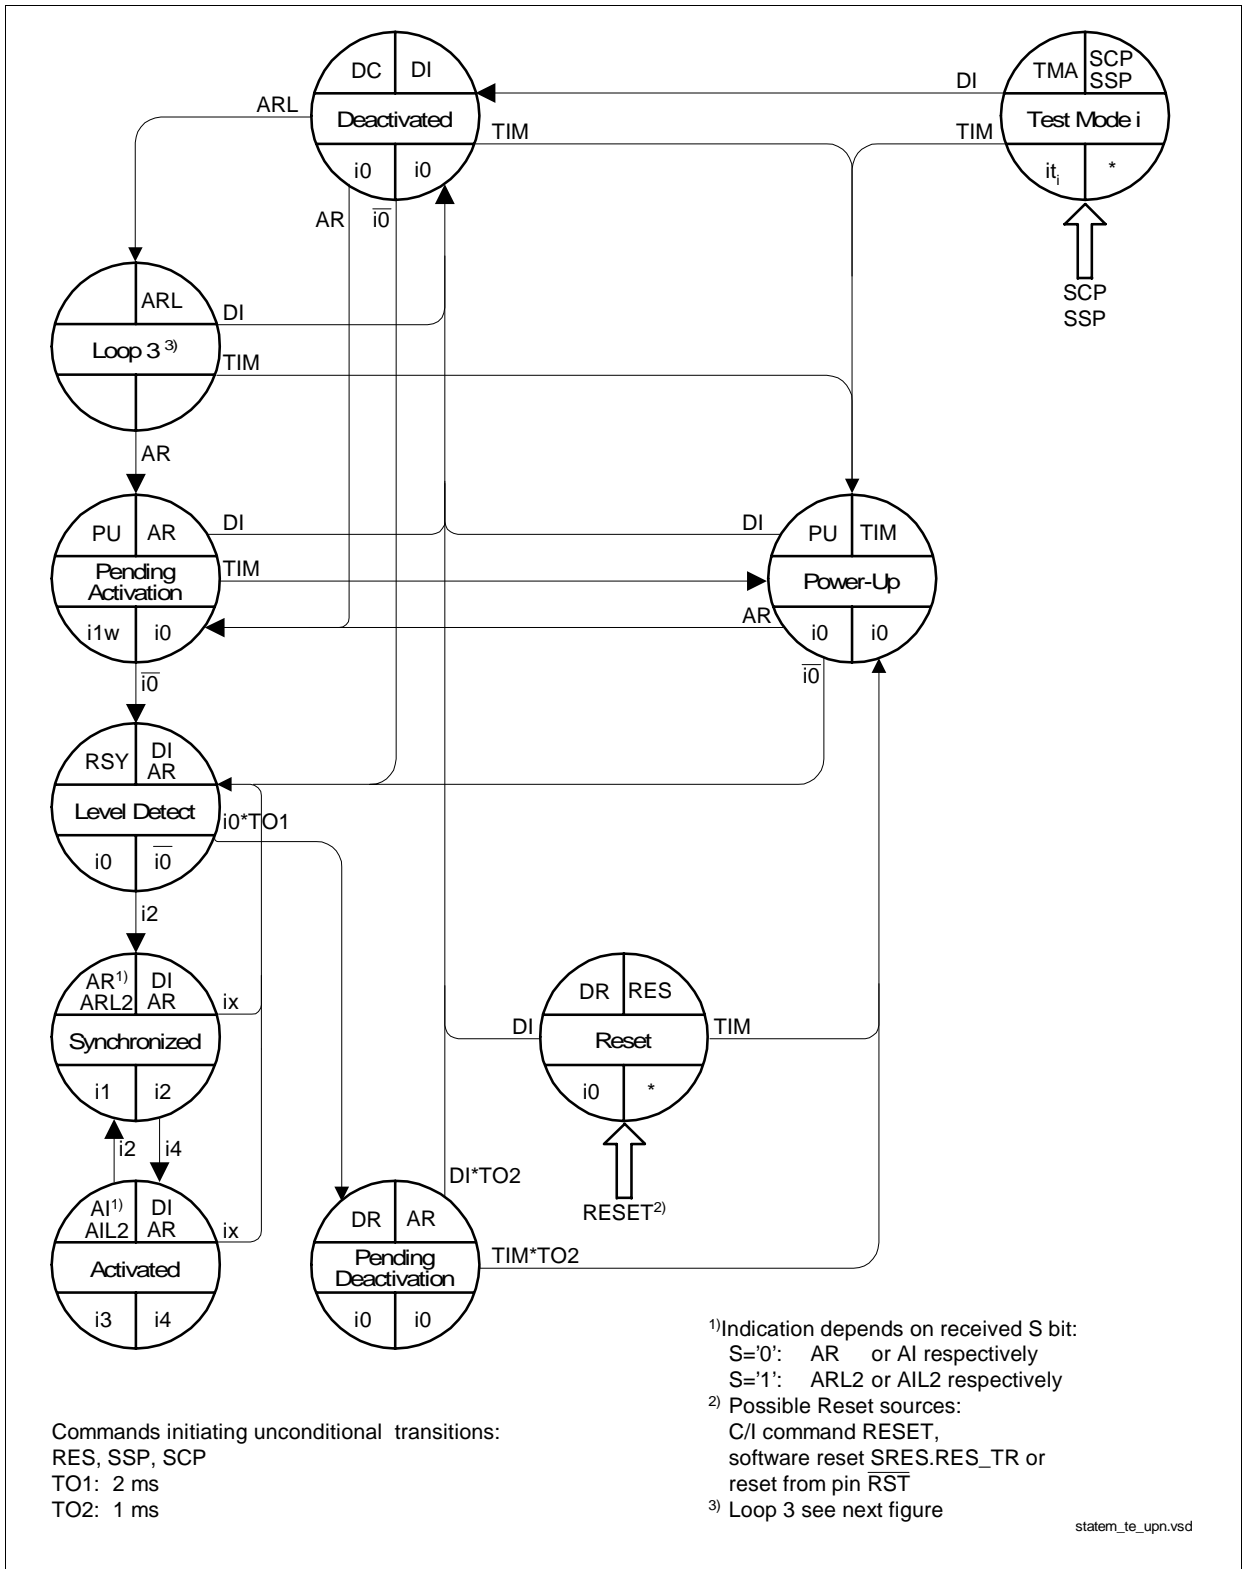 DC DI
Deactivated
i0 i0
TMA SCP
SSP
Test Mode i
iti *
SCP
SSP
DI
TIM
ARL
TIM
AR i0
ARL
Loop 3 3)
DI
TIM
AR
PU AR
Pending
Activation
i1w i0
DI
TIM
i0
PU TIM
Power-Up
i0 i0
DI
AR
i0
RSY DI
AR
Level Detect
i0 i0
i0*TO1
i2
AR1) DI
ARL2 AR
Synchronized
i1 i2
ix
i2 i4
AI1) DI
AIL2 AR
Activated
i3 i4
ix
DR RES
Reset
i0 *
DI
TIM
RESET2)
DI*TO2
DR AR
Pending
Deactivation
i0 i0
TIM*TO2
1)Indication depends on received S bit:
S='0': AR or AI respectively
S='1': ARL2 or AIL2 respectively
2) Possible Reset sources:
C/I command RESET,
software reset SRES.RES_TR or
reset from pin RST
3) Loop 3 see next figure
Commands initiating unconditional transitions:
RES, SSP, SCP
TO1: 2 ms
TO2: 1 ms
statem_te_upn.vsd